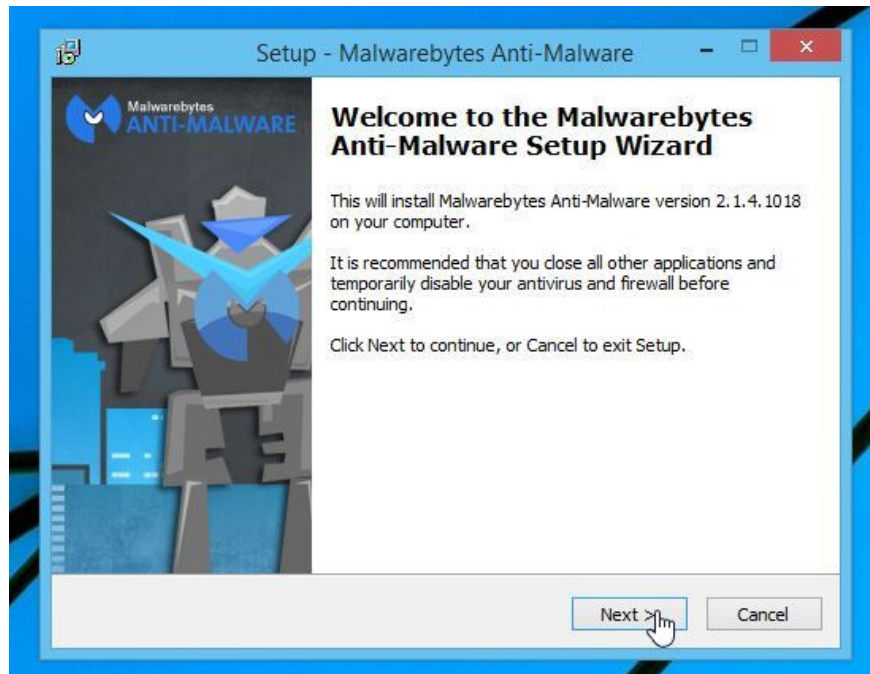 Setup - Malwarebytes Anti-Malware
Malwarebytes
ANTI-MALWARE
Welcome to the Malwarebytes
Anti-Malware Setup Wizard
This will install Malwarebytes Anti-Malware version 2.1.4.1018
on your computer.
It is recommended that you close all other applications and
temporarily disable your antivirus and firewall before
continuing.
Click Next to continue, or Cancel to exit Setup.
Next >
Cancel